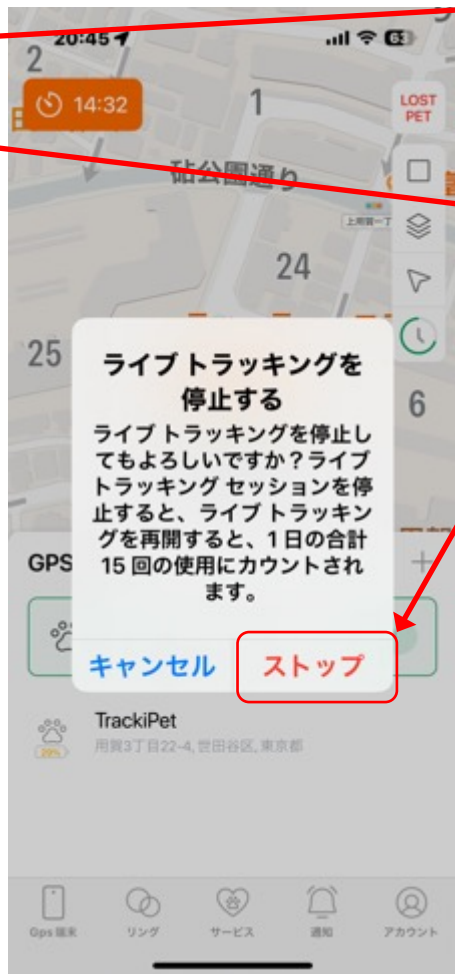 20:45
63
2
14:32
1
LOST
PET
砧公園通り
24
25
6
ライブ トラッキングを
停止する
ライブ トラッキングを停止し
てもよろしいですか？ライブ
トラッキング セッションを停
止すると、ライブ トラッキン
グを再開すると、1 日の合計
15 回の使用にカウントされ
ます。
GPS
キャンセル ストップ
TrackiPet
用賀3丁目22-4, 世田谷区, 東京都
20%
Gps 端末 リング サービス 通知 アカウント